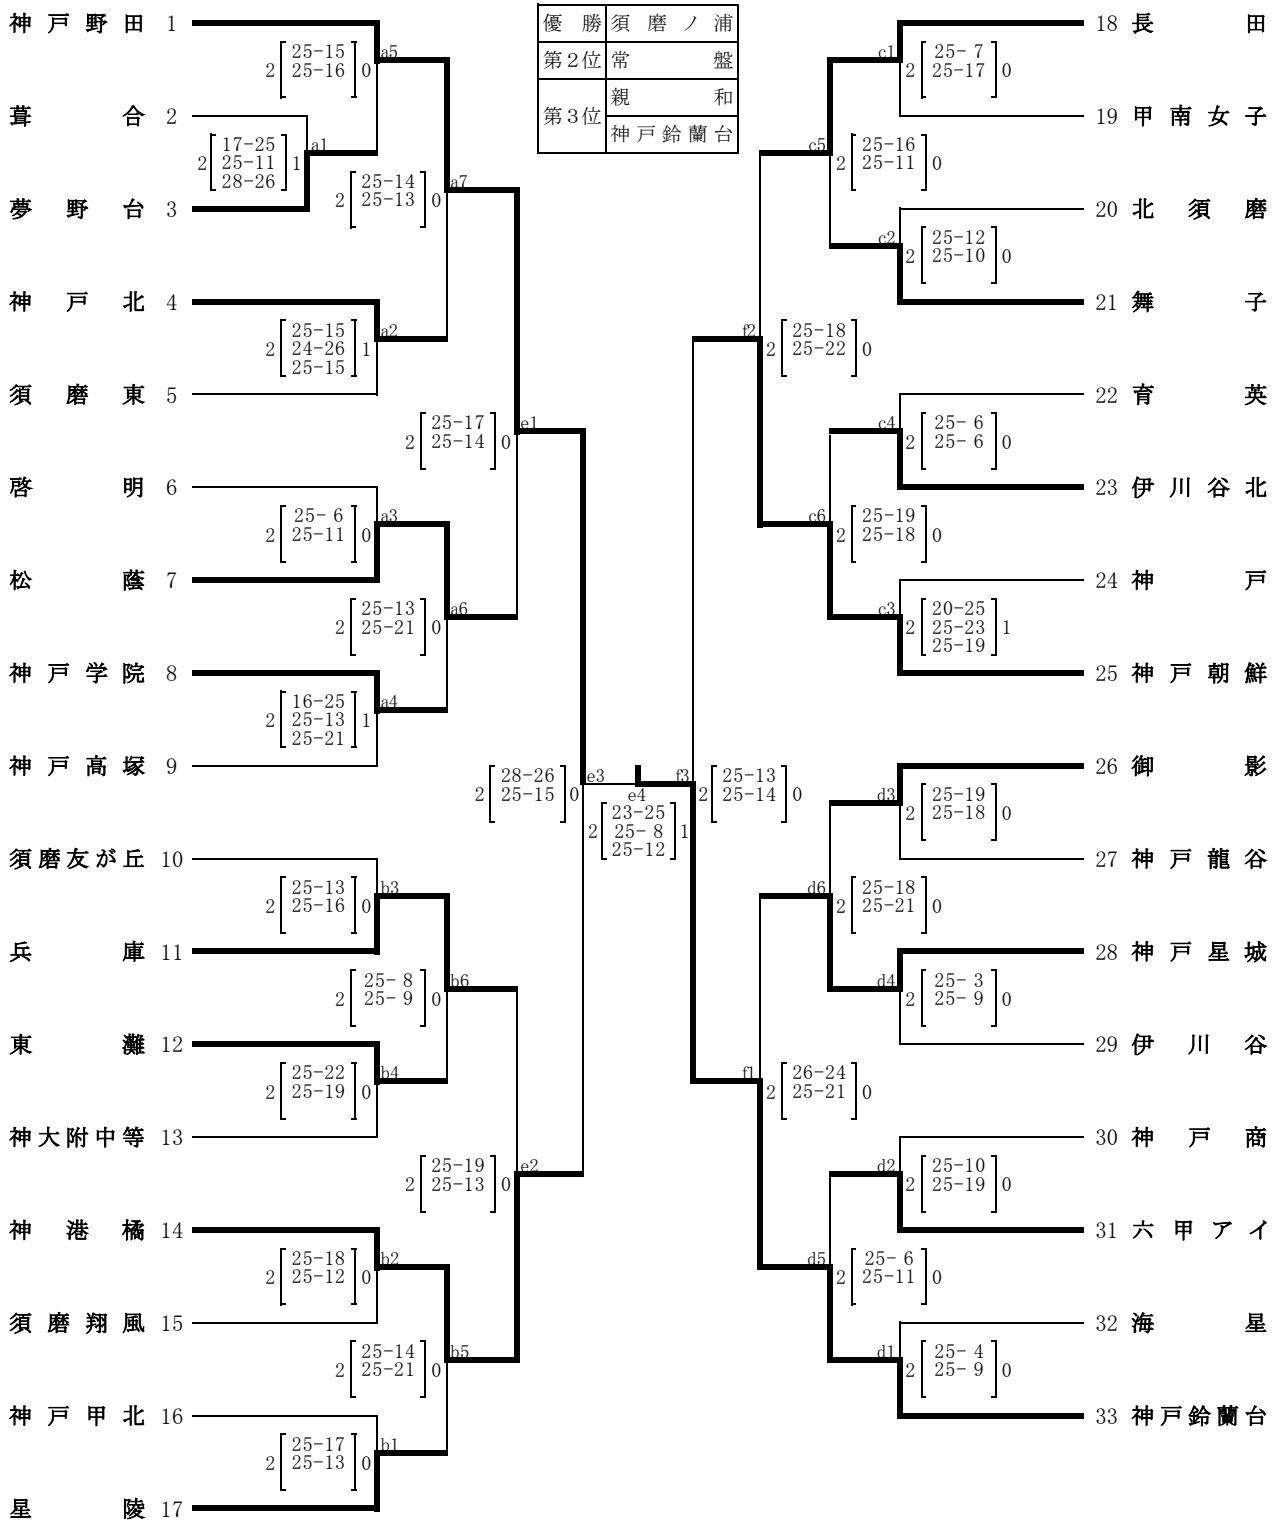 優勝 須磨ノ浦
第2位 常盤
第3位 親和
神戸鈴蘭台
神戸野田 1
a5
2 25-15 0
25-16
葺合 2
a1
17-25
2 25-11 1
28-26
夢野台 3
a7
2 25-14 0
25-13
神戸北 4
a2
25-15
2 24-26 1
25-15
須磨東 5
e1
25-17
2 25-14 0
啓明 6
a3
25- 6
2 25-11 0
松蔭 7
a6
25-13
2 25-21 0
神戸学院 8
a4
16-25
2 25-13 1
25-21
神戸高塚 9
e3
28-26
2 25-15 0
e4
23-25
2 25- 8 1
25-12
須磨友が丘 10
b3
25-13
2 25-16 0
兵庫 11
b6
25- 8
2 25- 9 0
東灘 12
b4
25-22
2 25-19 0
神大附中等 13
e2
25-19
2 25-13 0
神港橘 14
b2
25-18
2 25-12 0
須磨翔風 15
b5
25-14
2 25-21 0
神戸甲北 16
b1
25-17
2 25-13 0
星陵 17
18 長田
c1
25- 7
2 25-17 0
19 甲南女子
c5
25-16
2 25-11 0
20 北須磨
c2
25-12
2 25-10 0
21 舞子
f2
25-18
2 25-22 0
22 育英
c4
25- 6
2 25- 6 0
23 伊川谷北
c6
25-19
2 25-18 0
24 神戸
c3
20-25
2 25-23 1
25-19
25 神戸朝鮮
f3
25-13
2 25-14 0
26 御影
d3
25-19
2 25-18 0
27 神戸龍谷
d6
25-18
2 25-21 0
28 神戸星城
d4
25- 3
2 25- 9 0
29 伊川谷
f1
26-24
2 25-21 0
30 神戸商
d2
25-10
2 25-19 0
31 六甲アイ
d5
25- 6
2 25-11 0
32 海星
d1
25- 4
2 25- 9 0
33 神戸鈴蘭台